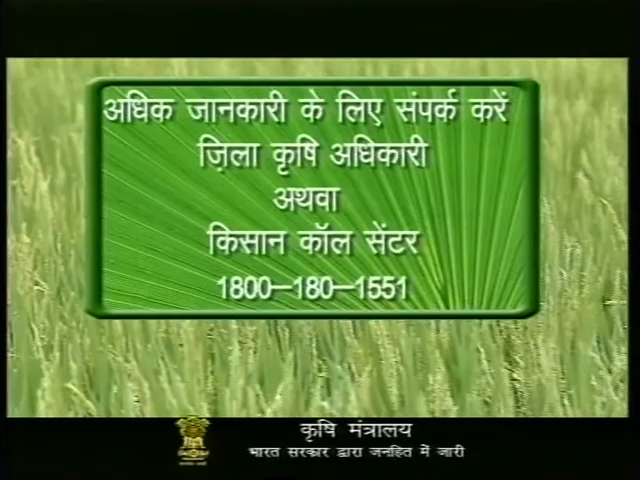 अधिक जानकारी के लिए संपर्क करें
ज़िला कृषि अधिकारी
अथवा
किसान कॉल सेंटर
1800-180-1551
कृषि मंत्रालय
भारत सरकार द्वारा जनहित में जारी